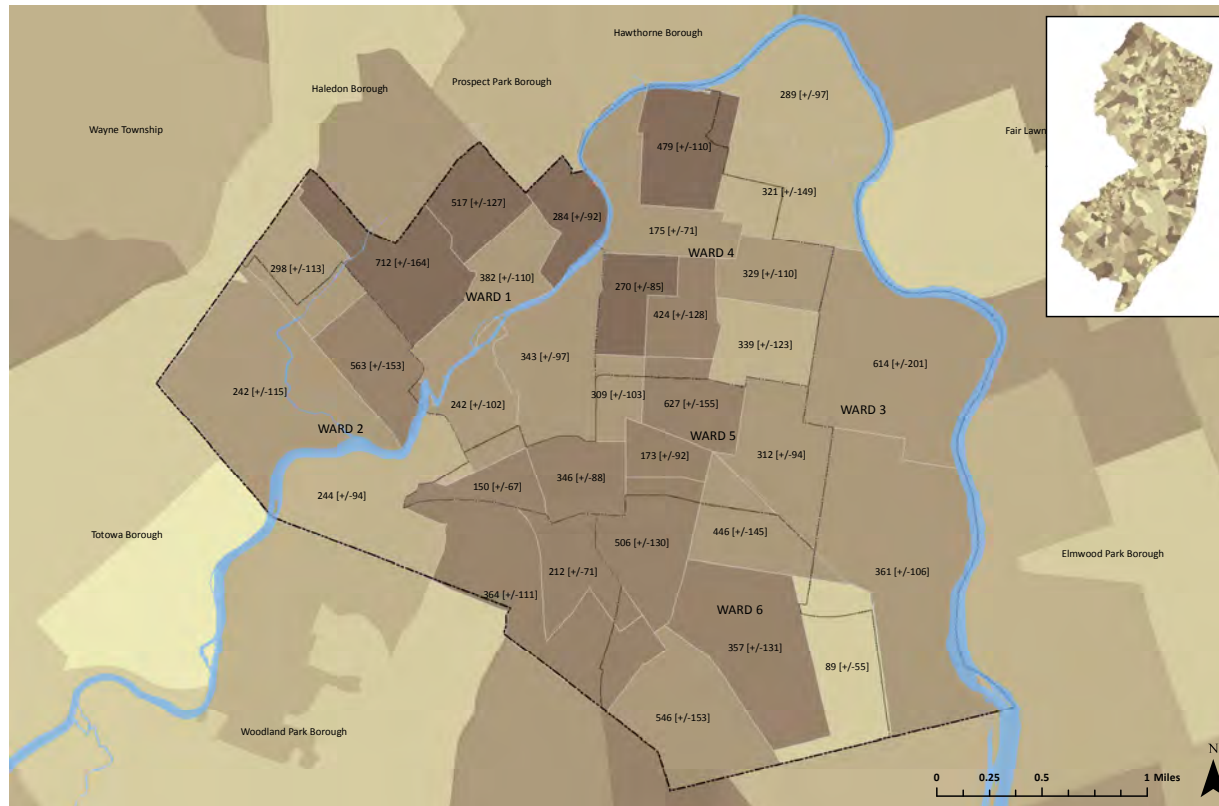 Hawthorne Borough
Prospect Park Borough
Haledon Borough
289 [+/-97]
Wayne Township
Fair Lawn
479 [+/-110]
321 [+/-149]
517 [+/-127]
284 [+/-92]
175 [+/-71]
WARD 4
712 [+/-164]
298 [+/-113]
382 [+/-110]
329 [+/-110]
270 [+/-85]
WARD 1
424 [+/-128]
339 [+/-123]
343 [+/-97]
614 [+/-201]
563 [+/-153]
242 [+/-115]
309 [+/-103]
242 [+/-102]
627 [+/-155]
WARD 3
WARD 2
WARD 5
173 [+/-92]
312 [+/-94]
346 [+/-88]
150 [+/-67]
244 [+/-94]
446 [+/-145]
Totowa Borough
506 [+/-130]
Elmwood Park Borough
212 [+/-71]
361 [+/-106]
364 [+/-111]
WARD 6
357 [+/-131]
89 [+/-55]
546 [+/-153]
Woodland Park Borough
N
0 0.25 0.5 1 Miles